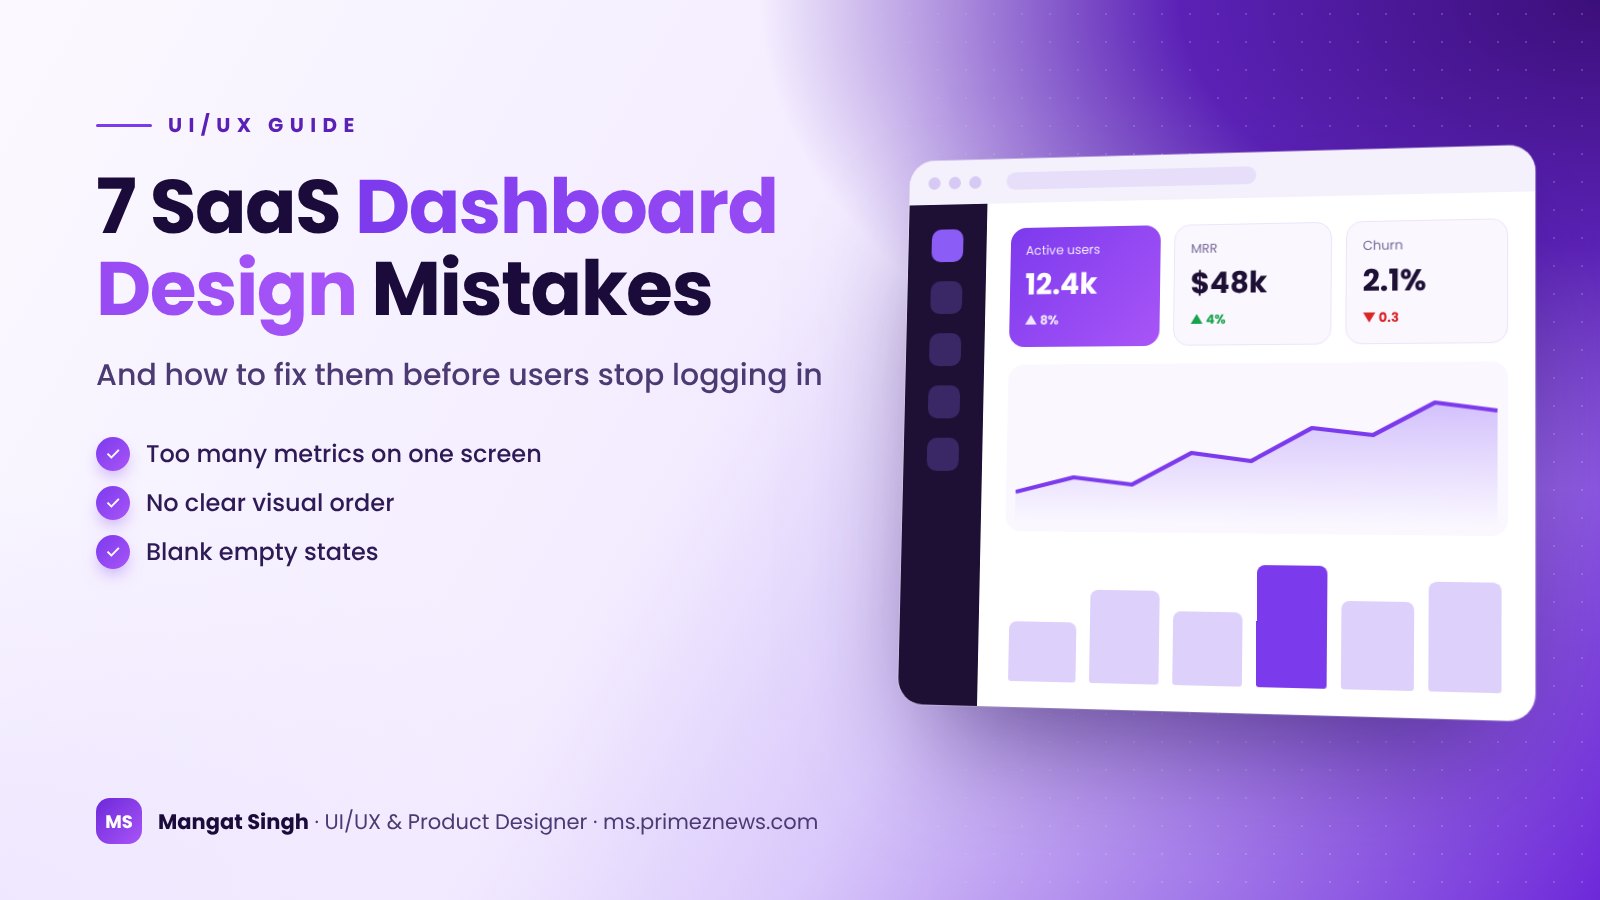 UI/UX GUIDE
7 SaaS Dashboard
Design Mistakes
And how to fix them before users stop logging in
Too many metrics on one screen
No clear visual order
Blank empty states
MS Mangat Singh · UI/UX & Product Designer · ms.primeznews.com
Active users
12.4k
▲ 8%
MRR
$48k
▲ 4%
Churn
2.1%
▼ 0.3